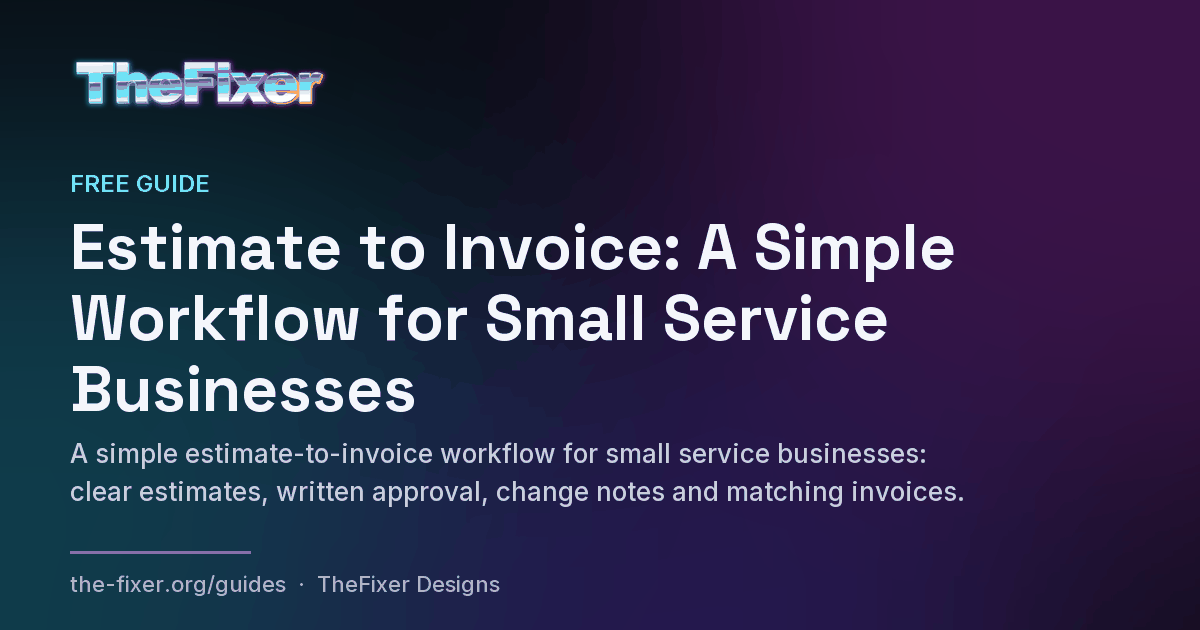 TheFixer
FREE GUIDE
Estimate to Invoice: A Simple
Workflow for Small Service
Businesses
A simple estimate-to-invoice workflow for small service businesses:
clear estimates, written approval, change notes and matching invoices.
the-fixer.org/guides · TheFixer Designs